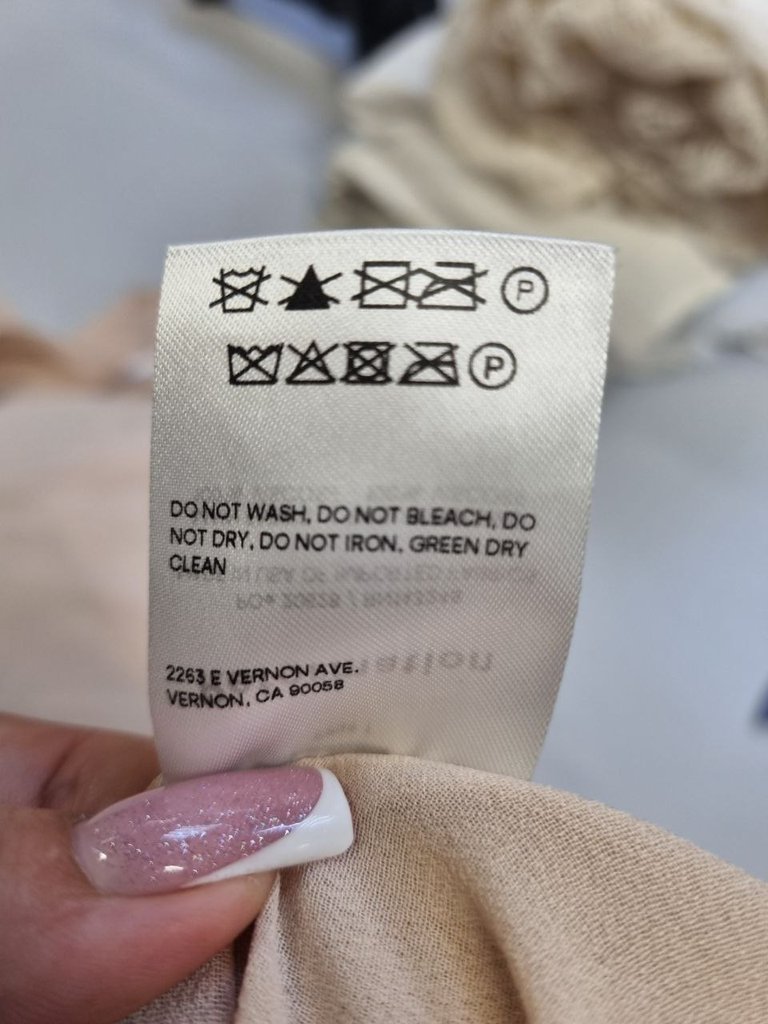 P
P
DO NOT WASH, DO NOT BLEACH, DO
NOT DRY, DO NOT IRON. GREEN DRY
CLEAN
2263 E VERNON AVE.
VERNON, CA 90058